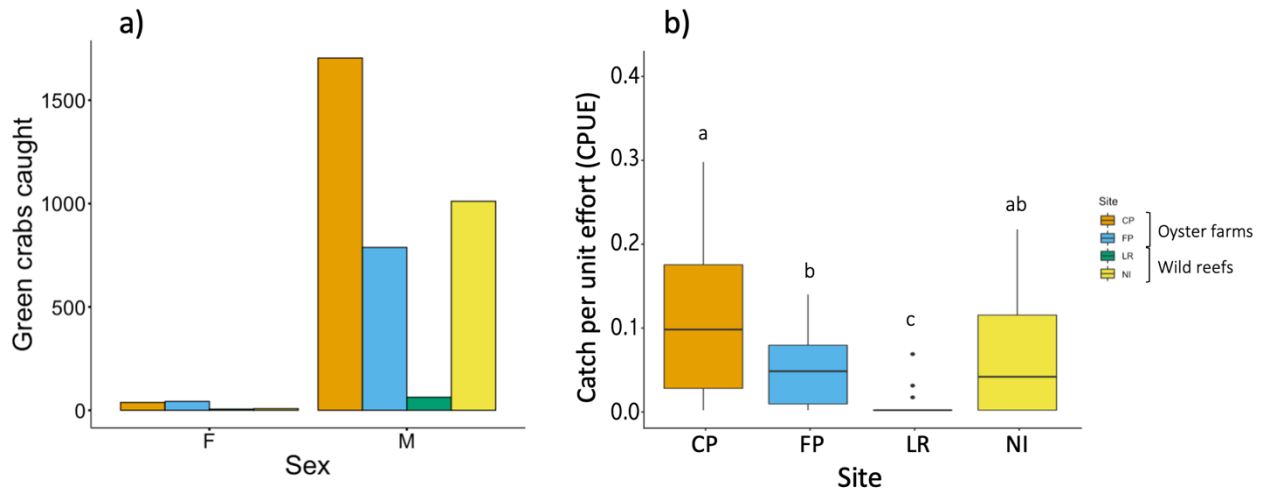 a)
Green crabs caught
1500
1000
500
0
F
M
Sex
b)
Catch per unit effort (CPUE)
0.4
0.3
0.2
0.1
0.0
a
b
c
ab
CP
FP
LR
NI
Site
Site
CP
FP
LR
NI
Oyster farms
Wild reefs